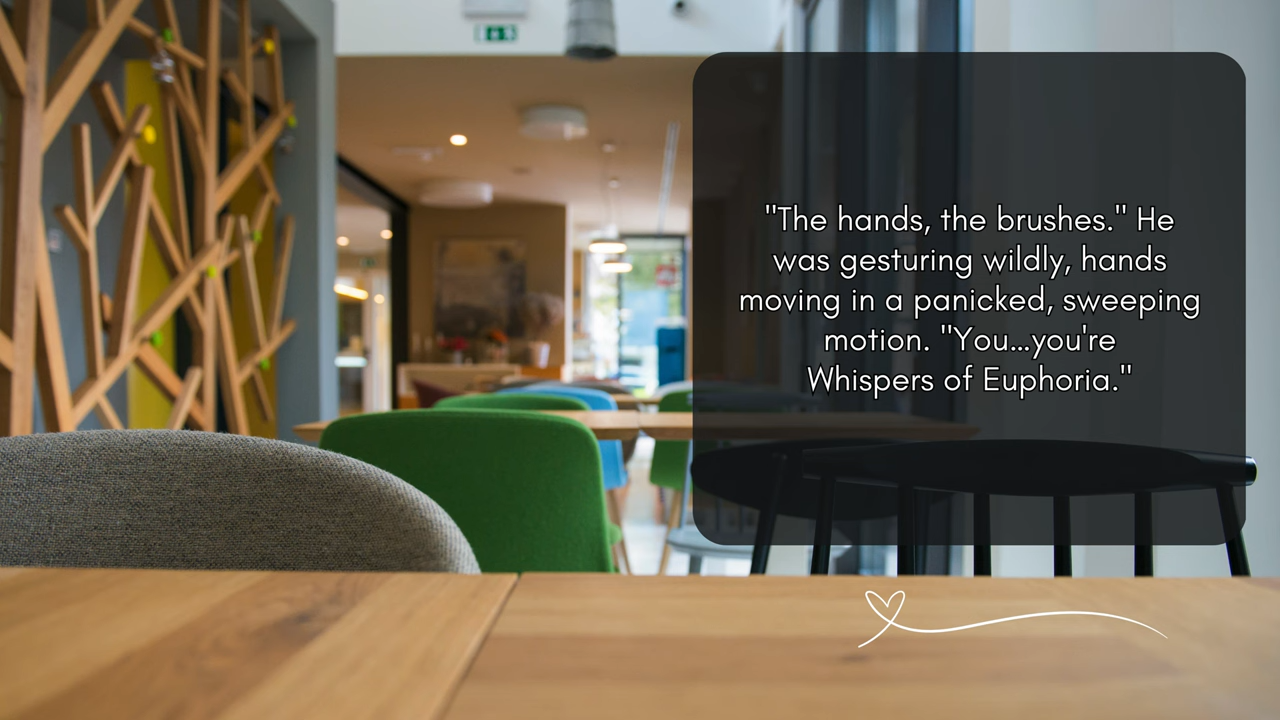 "The hands, the brushes." He
was gesturing wildly, hands
moving in a panicked, sweeping
motion. "You...you're
Whispers of Euphoria."